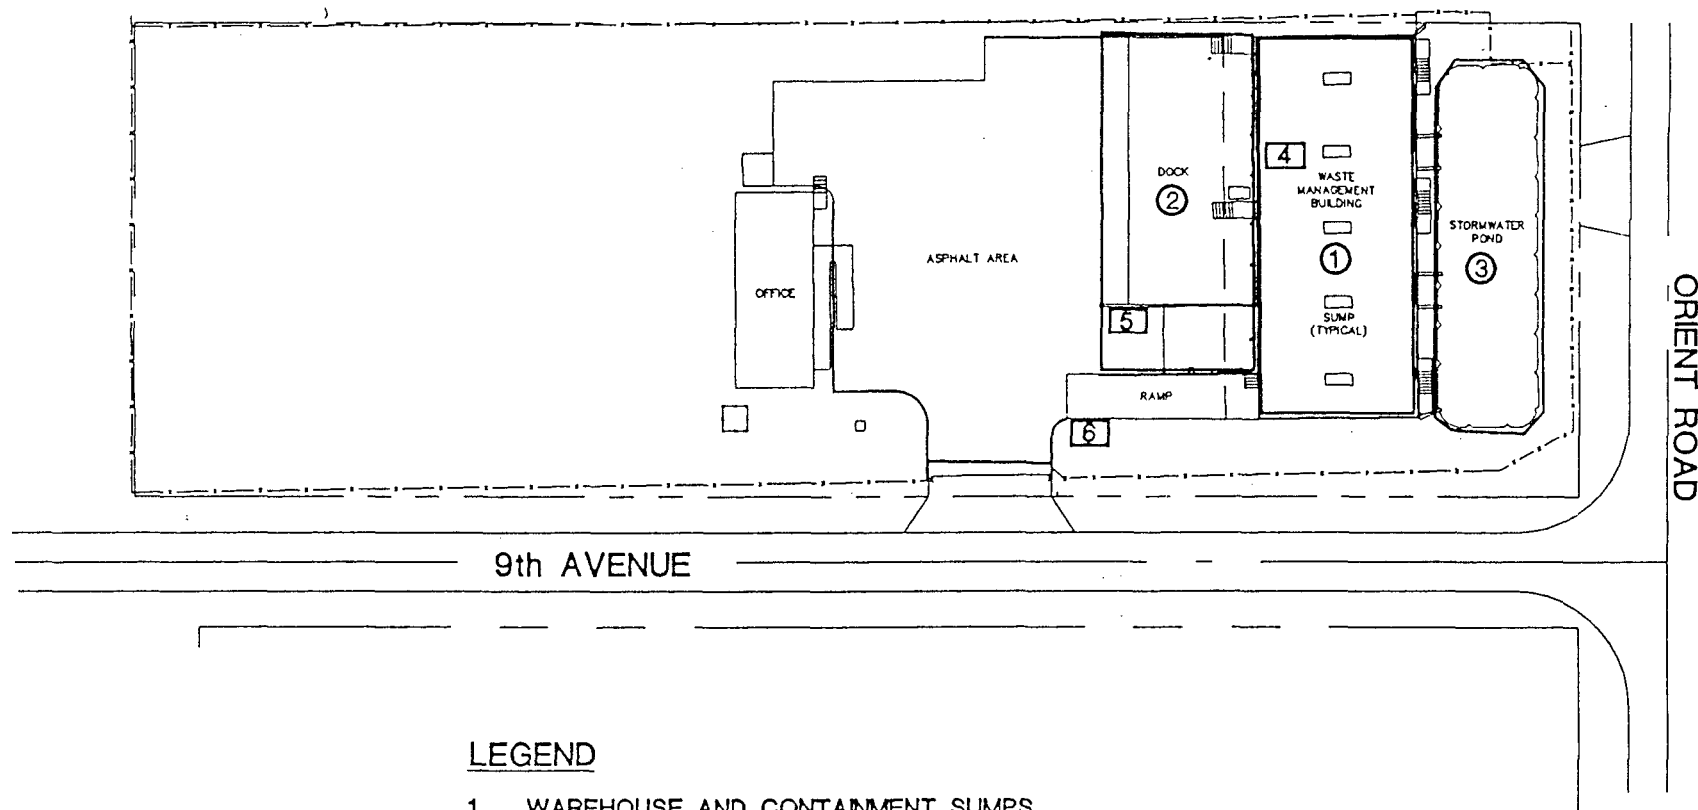 4
DOCK
2
WASTE
MANAGEMENT
BUILDING
1
STORMWATER
POND
3
ASPHALT AREA
OFFICE
5
SUMP
(TYPICAL)
RAMP
6
ORIENT ROAD
9th AVENUE
LEGEND
1 WAREHOUSE AND CONTAINMENT SUMPS